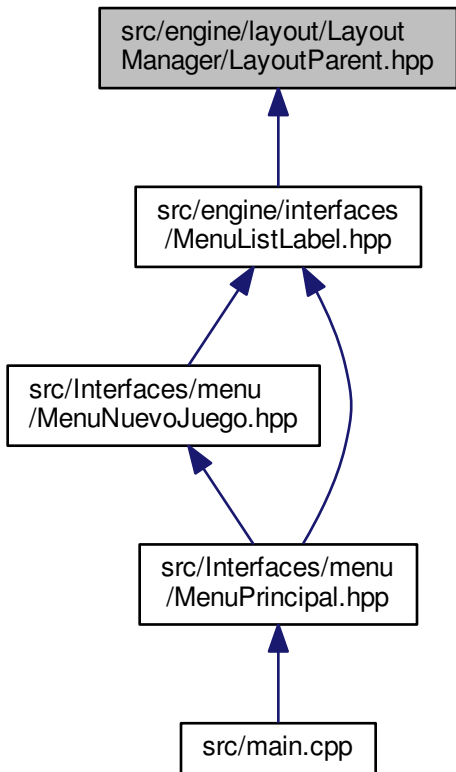 src/engine/layout/Layout
Manager/LayoutParent.hpp
src/engine/interfaces
/MenuListLabel.hpp
src/Interfaces/menu
/MenuNuevoJuego.hpp
src/Interfaces/menu
/MenuPrincipal.hpp
src/main.cpp